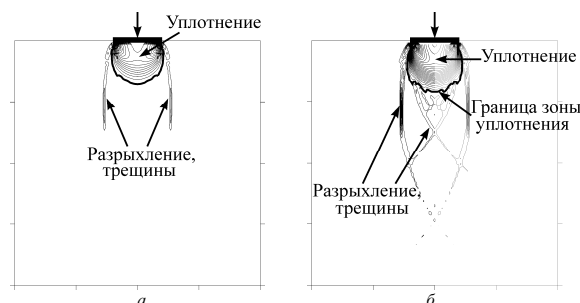 Уплотнение
Разрыхление,
трещины
а
Уплотнение
Граница зоны
уплотнения
Разрыхление,
трещины
б